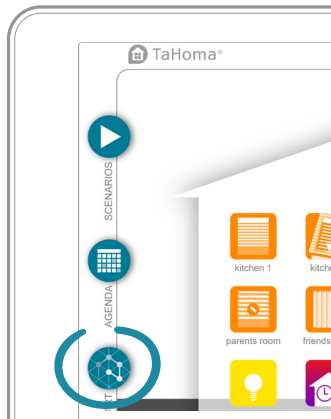 TaHoma®
SCENARIOS
AGENDA
kitchen 1
parents room